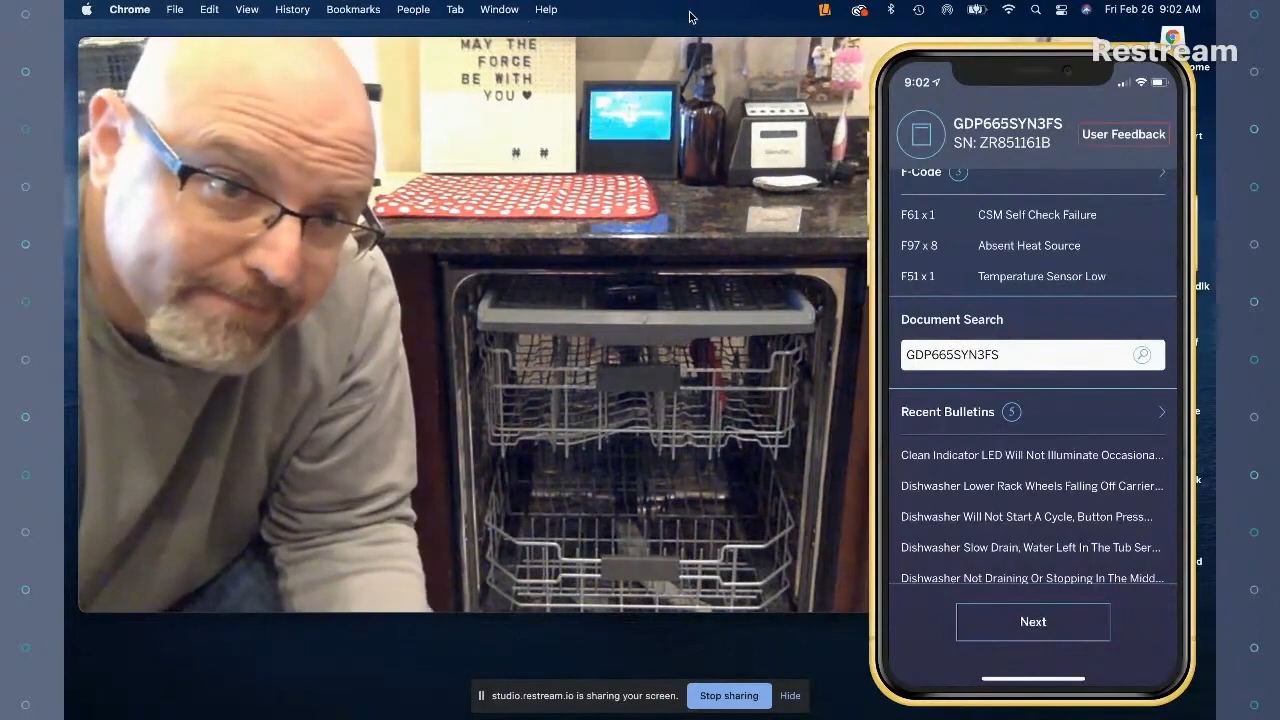 Chrome File Edit View History Bookmarks People Tab Window Help Fri Feb 26 9:02 AM
Restream
MAY THE
FORCE
BE WITH
YOU ♥
9:02
GDP665SYN3FS
SN: ZR851161B
User Feedback
F-Code 3
F61 x 1 CSM Self Check Failure
F97 x 8 Absent Heat Source
F51 x 1 Temperature Sensor Low
Document Search
GDP665SYN3FS
Recent Bulletins 5
Clean Indicator LED Will Not Illuminate Occasiona...
Dishwasher Lower Rack Wheels Falling Off Carrier...
Dishwasher Will Not Start A Cycle, Button Press...
Dishwasher Slow Drain, Water Left In The Tub Ser...
Dishwasher Not Draining Or Stopping In The Midd...
Next
studio.restream.io is sharing your screen. Stop sharing Hide